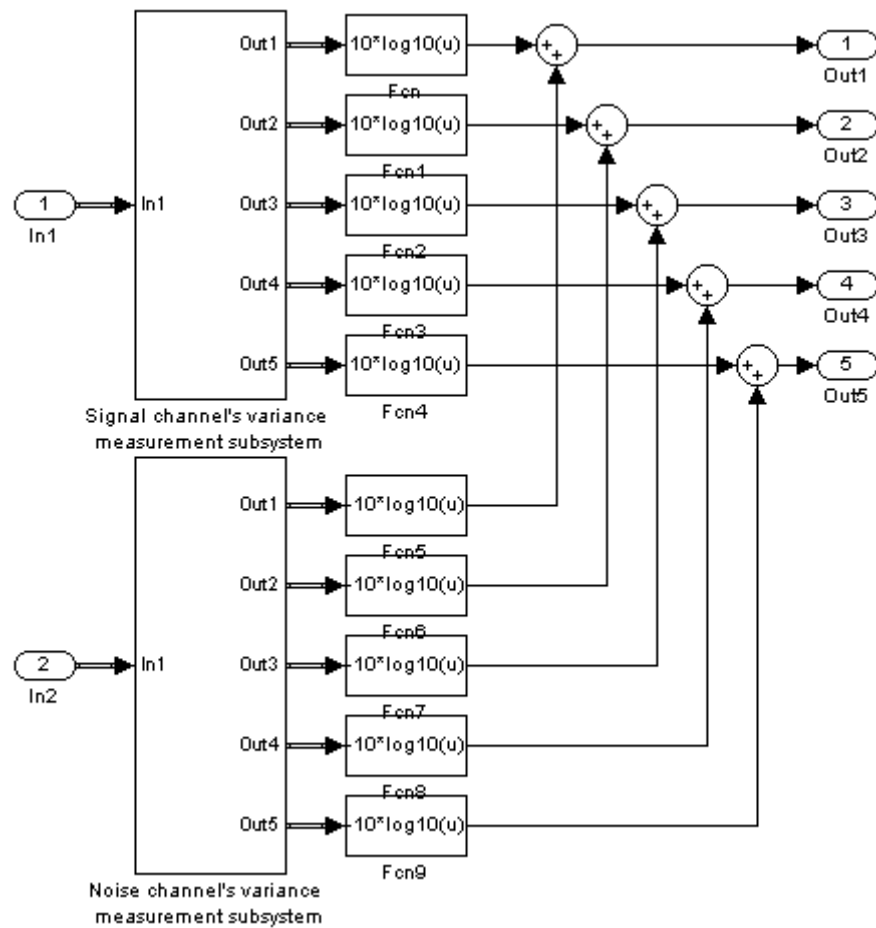 Out1
10*log10(u)
+
+
1
Out1
Fcn
Out2
10*log10(u)
+
+
2
Out2
Fcn1
1
In1
In1
Out3
10*log10(u)
+
+
3
Out3
Fcn2
Out4
10*log10(u)
+
+
4
Out4
Fcn3
Out5
10*log10(u)
+
+
5
Out5
Fcn4
Signal channel's variance
measurement subsystem
Out1
10*log10(u)
Fcn5
Out2
10*log10(u)
Fcn6
2
In2
In1
Out3
10*log10(u)
Fcn7
Out4
10*log10(u)
Fcn8
Out5
10*log10(u)
Fcn9
Noise channel's variance
measurement subsystem